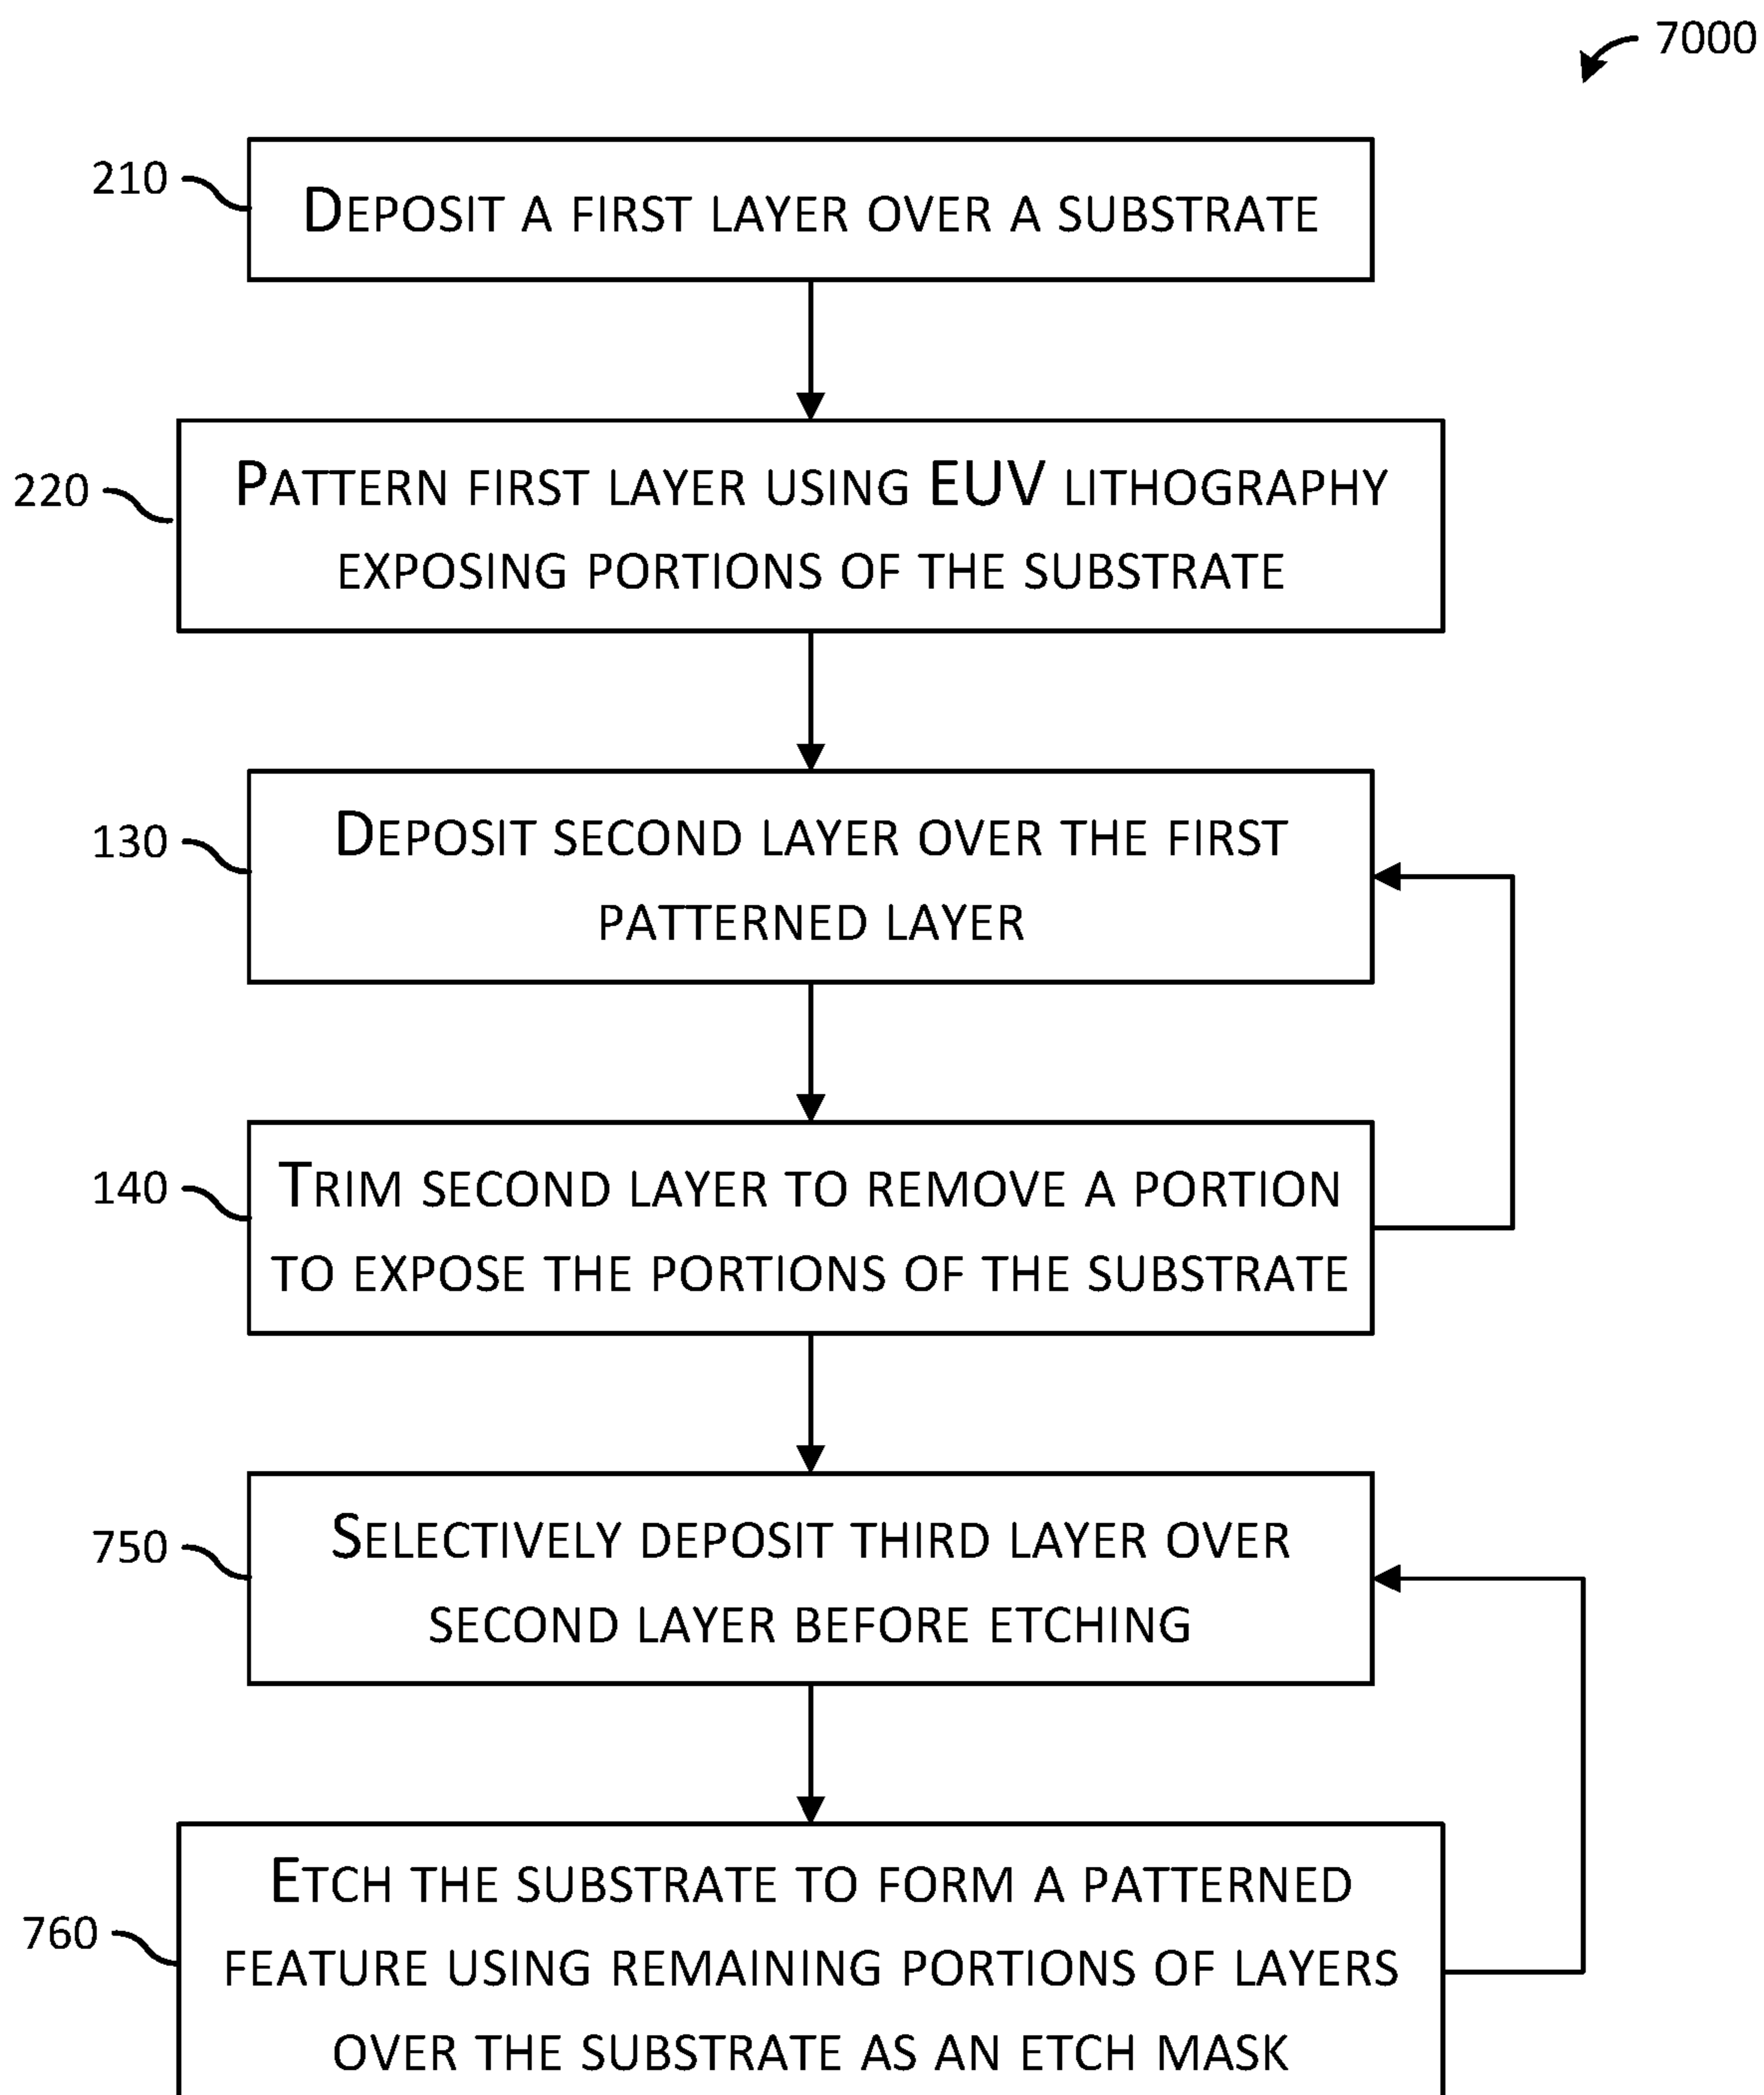 7000
210
DEPOSIT A FIRST LAYER OVER A SUBSTRATE
220
PATTERN FIRST LAYER USING EUV LITHOGRAPHY
EXPOSING PORTIONS OF THE SUBSTRATE
130
DEPOSIT SECOND LAYER OVER THE FIRST
PATTERNED LAYER
140
TRIM SECOND LAYER TO REMOVE A PORTION
TO EXPOSE THE PORTIONS OF THE SUBSTRATE
750
SELECTIVELY DEPOSIT THIRD LAYER OVER
SECOND LAYER BEFORE ETCHING
760
ETCH THE SUBSTRATE TO FORM A PATTERNED
FEATURE USING REMAINING PORTIONS OF LAYERS
OVER THE SUBSTRATE AS AN ETCH MASK